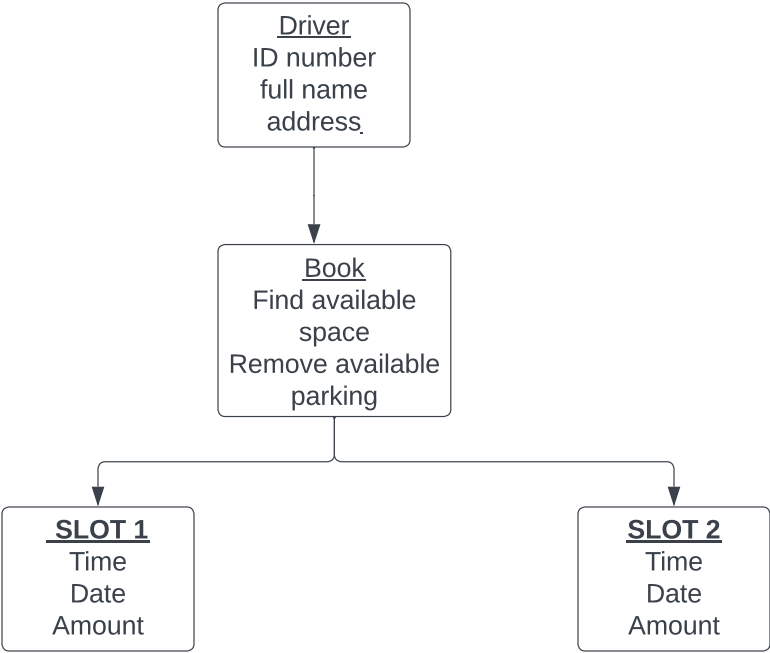 Driver
ID number
full name
address.
Book
Find available
space
Remove available
parking
SLOT 1
Time
Date
Amount
SLOT 2
Time
Date
Amount